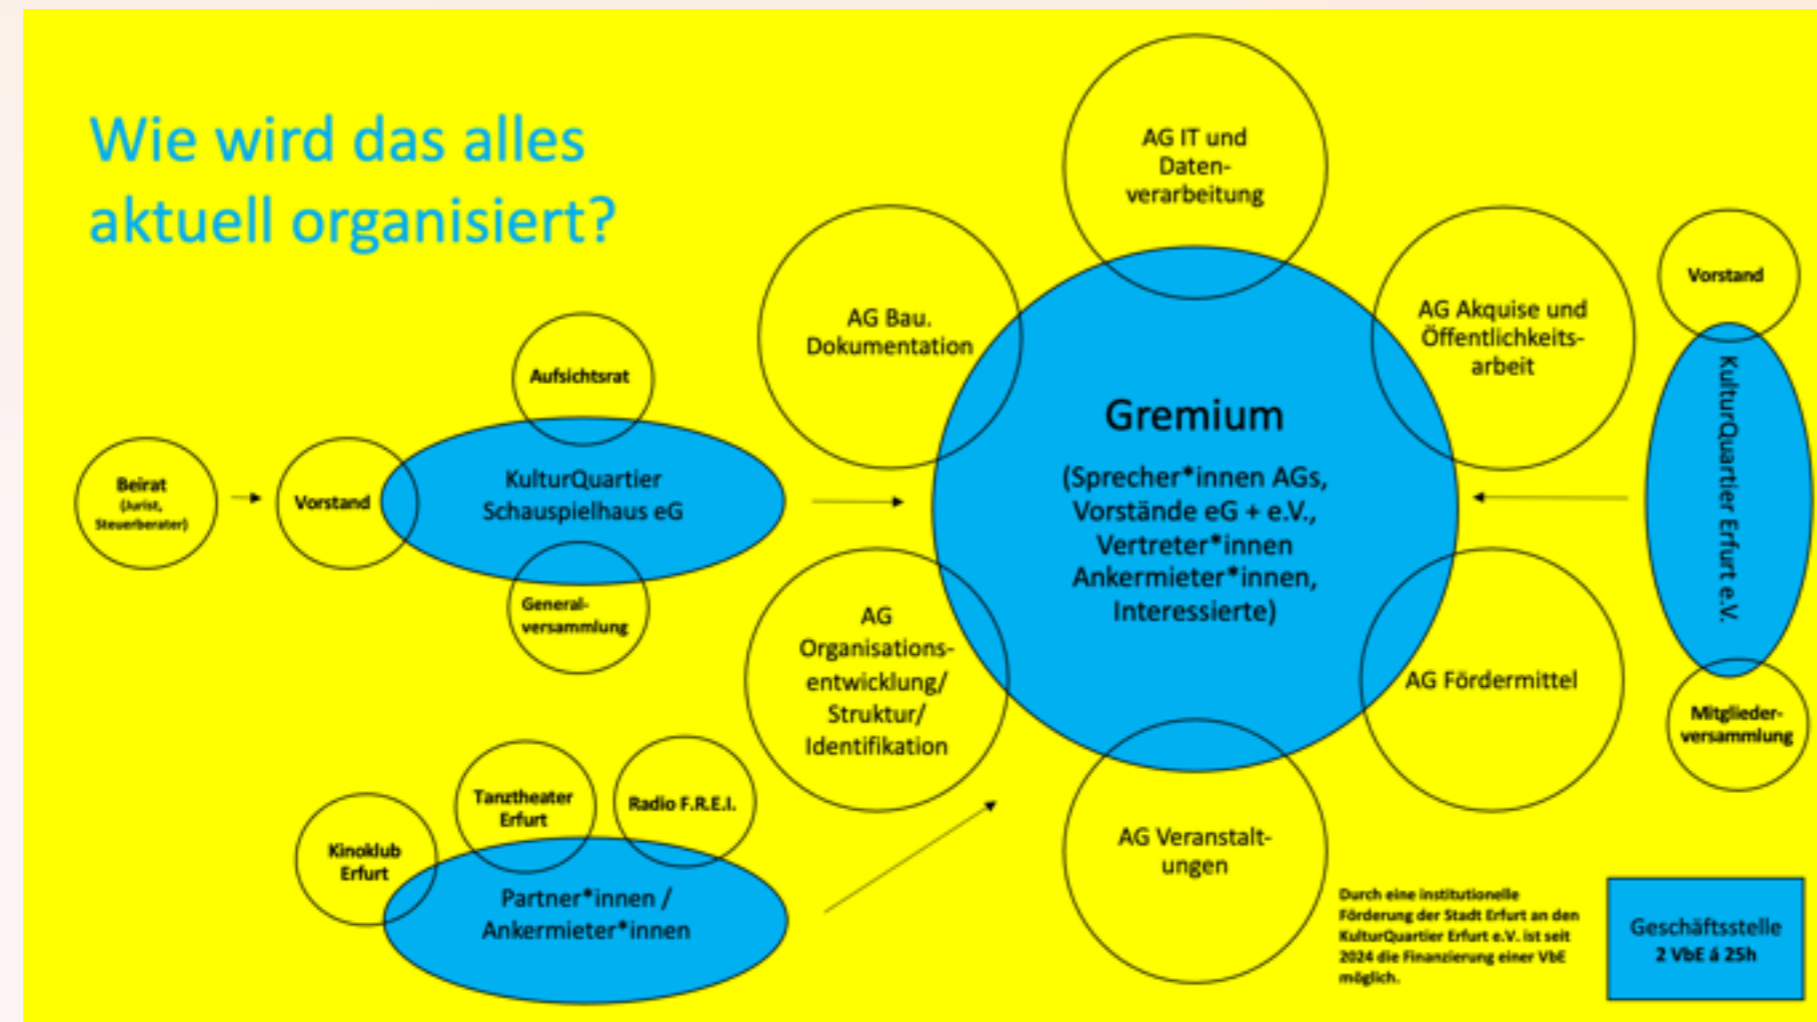 Wie wird das alles
aktuell organisiert?
AG IT und
Daten-
verarbeitung
AG Bau.
Dokumentation
AG Akquise und
Öffentlichkeits-
arbeit
Vorstand
KulturQuartier Erfurt e.V.
Mitglieder-
versammlung
Aufsichtsrat
Beirat
(Jurist,
Steuerberater)
Vorstand
KulturQuartier
Schauspielhaus eG
General-
versammlung
Gremium
(Sprecher*innen AGs,
Vorstände eG + e.V.,
Vertreter*innen
Ankermieter*innen,
Interessierte)
AG
Organisations-
entwicklung/
Struktur/
Identifikation
AG Fördermittel
AG Veranstalt-
ungen
Kinoklub
Erfurt
Tanztheater
Erfurt
Radio F.R.E.I.
Partner*innen /
Ankermieter*innen
Durch eine institutionelle
Förderung der Stadt Erfurt an den
KulturQuartier Erfurt e.V. ist seit
2024 die Finanzierung einer VbE
möglich.
Geschäftsstelle
2 VbE á 25h